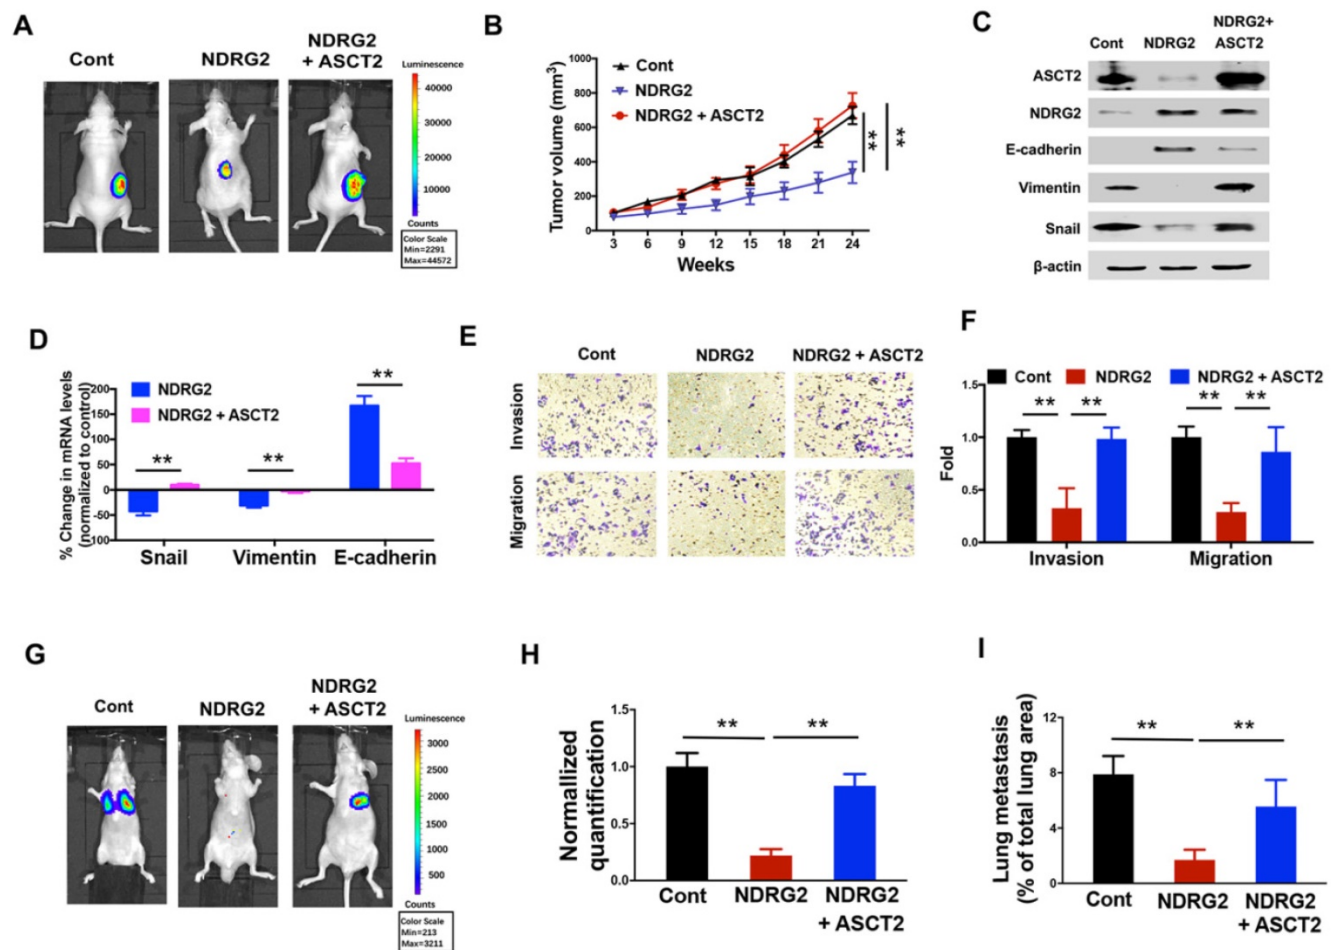 A
Cont
NDRG2
NDRG2
+ ASCT2
Luminescence
40000
30000
20000
10000
Counts
Color Scale
Min=2291
Max=44572
B
Tumor volume (mm3)
1000
800
600
400
200
0
Cont
NDRG2
NDRG2 + ASCT2
**
**
3 6 9 12 15 18 21 24
Weeks
C
Cont NDRG2 NDRG2+
ASCT2
ASCT2
NDRG2
E-cadherin
Vimentin
Snail
β-actin
D
% Change in mRNA levels
(normalized to control)
200
150
100
50
0
-50
-100
NDRG2
NDRG2 + ASCT2
**
**
**
Snail Vimentin E-cadherin
E
Cont NDRG2 NDRG2 + ASCT2
Invasion
Migration
F
Cont NDRG2 NDRG2 + ASCT2
Fold
1.5
1.0
0.5
0.0
** ** ** **
Invasion Migration
G
Cont
NDRG2
NDRG2
+ ASCT2
Luminescence
3000
2500
2000
1500
1000
500
Counts
Color Scale
Min=213
Max=3211
H
Normallized
quantification
1.5
1.0
0.5
0.0
** **
Cont NDRG2 NDRG2
+ ASCT2
I
Lung metastasis
(% of total lung area)
12
8
4
0
** **
Cont NDRG2 NDRG2
+ ASCT2